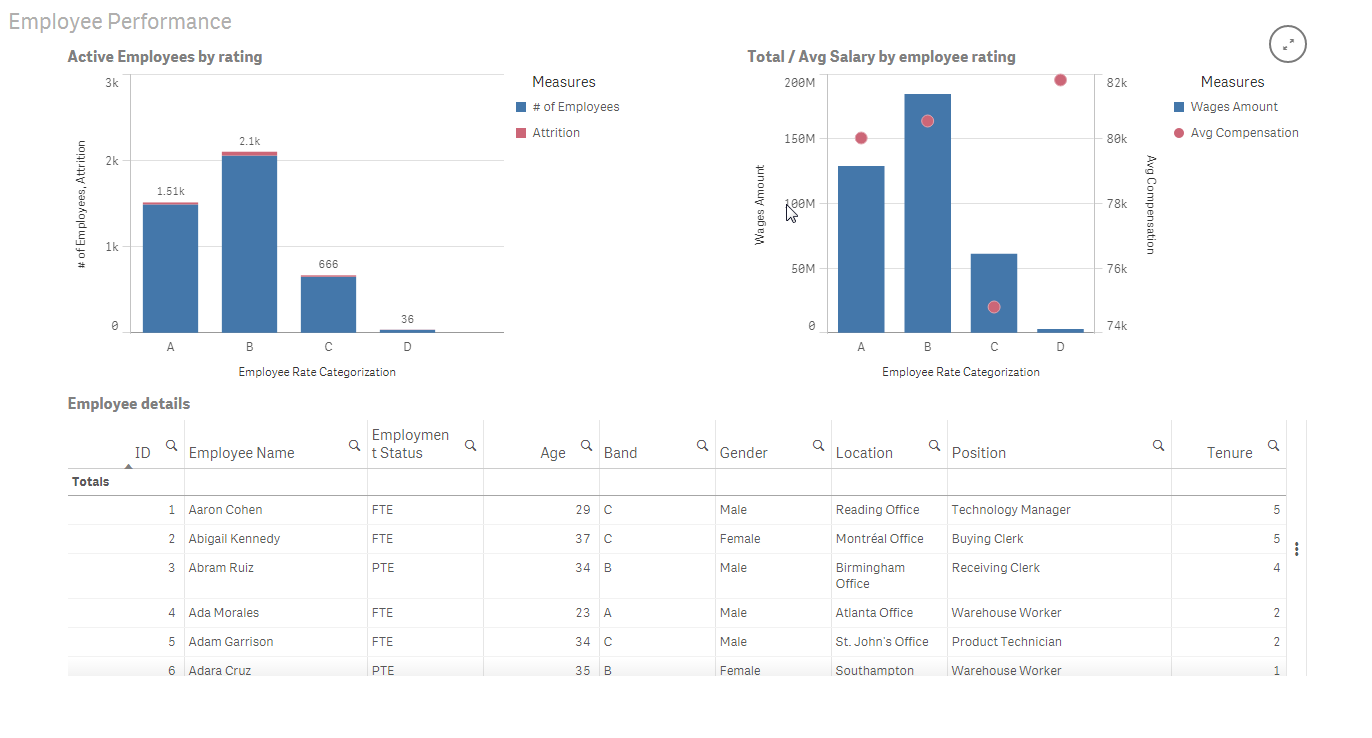 Employee Performance
Active Employees by rating
# of Employees, Attrition
3k
2k
1k
0
1.51k
2.1k
666
36
A B C D
Employee Rate Categorization
Measures
# of Employees
Attrition
Total / Avg Salary by employee rating
Wages Amount
200M
150M
100M
50M
0
82k
80k
78k
76k
74k
Avg Compensation
A B C D
Employee Rate Categorization
Measures
Wages Amount
Avg Compensation
Employee details
ID Employee Name Employmen Age Band Gender Location Position Tenure
t Status
Totals
1 Aaron Cohen FTE 29 C Male Reading Office Technology Manager 5
2 Abigail Kennedy FTE 37 C Female Montréal Office Buying Clerk 5
3 Abram Ruiz PTE 34 B Male Birmingham Receiving Clerk 4
Office
4 Ada Morales FTE 23 A Male Atlanta Office Warehouse Worker 2
5 Adam Garrison FTE 34 C Male St. John's Office Product Technician 2
6 Adara Cruz PTE 35 B Female Southampton Warehouse Worker 1